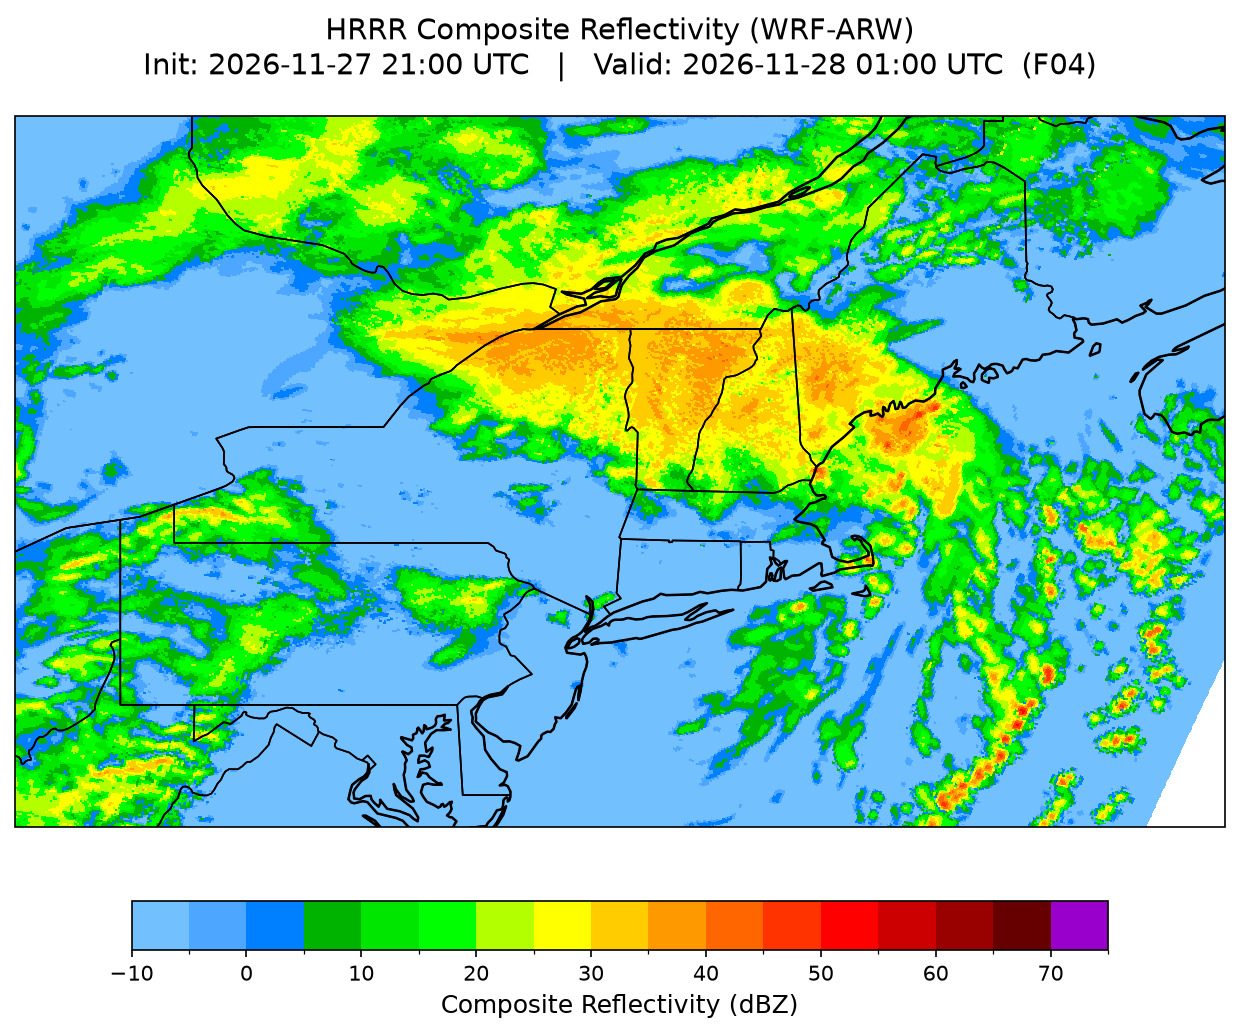 HRRR Composite Reflectivity (WRF-ARW)
Init: 2026-11-27 21:00 UTC | Valid: 2026-11-28 01:00 UTC (F04)
−10 0 10 20 30 40 50 60 70
Composite Reflectivity (dBZ)